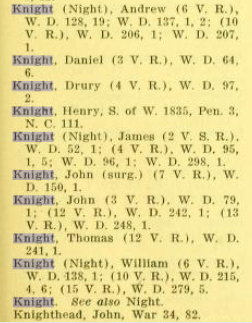 Knight (Night), Andrew (6 V. R.),
W. D. 128, 19; W. D. 137, 1, 2; (10
V. R.), W. D. 206, 1; W. D. 207,
1.
Knight, Daniel (3 V. R.), W. D. 64,
6.
Knight, Drury (4 V. R.), W. D. 97,
2.
Knight, Henry, S. of W. 1835, Pen. 3,
N. C. 111.
Knight (Night), James (2 V. S. R.),
W. D. 52, 1; (4 V. R.), W. D. 95,
1, 5; W. D. 96, 1; W. D. 298, 1.
Knight, John (surg.) (7 V. R.), W.
D. 150, 1.
Knight, John (3 V. R.), W. D. 79,
1; (12 V. R.), W. D. 242, 1; (13
V. R.), W. D. 248, 1.
Knight, Thomas (12 V. R.), W. D.
241, 1.
Knight (Night), William (6 V. R.),
W. D. 138, 1; (10 V. R.), W. D. 215,
4, 6; (15 V. R.), W. D. 279, 5.
Knight. See also Night.
Knighthead, John, War 34, 82.